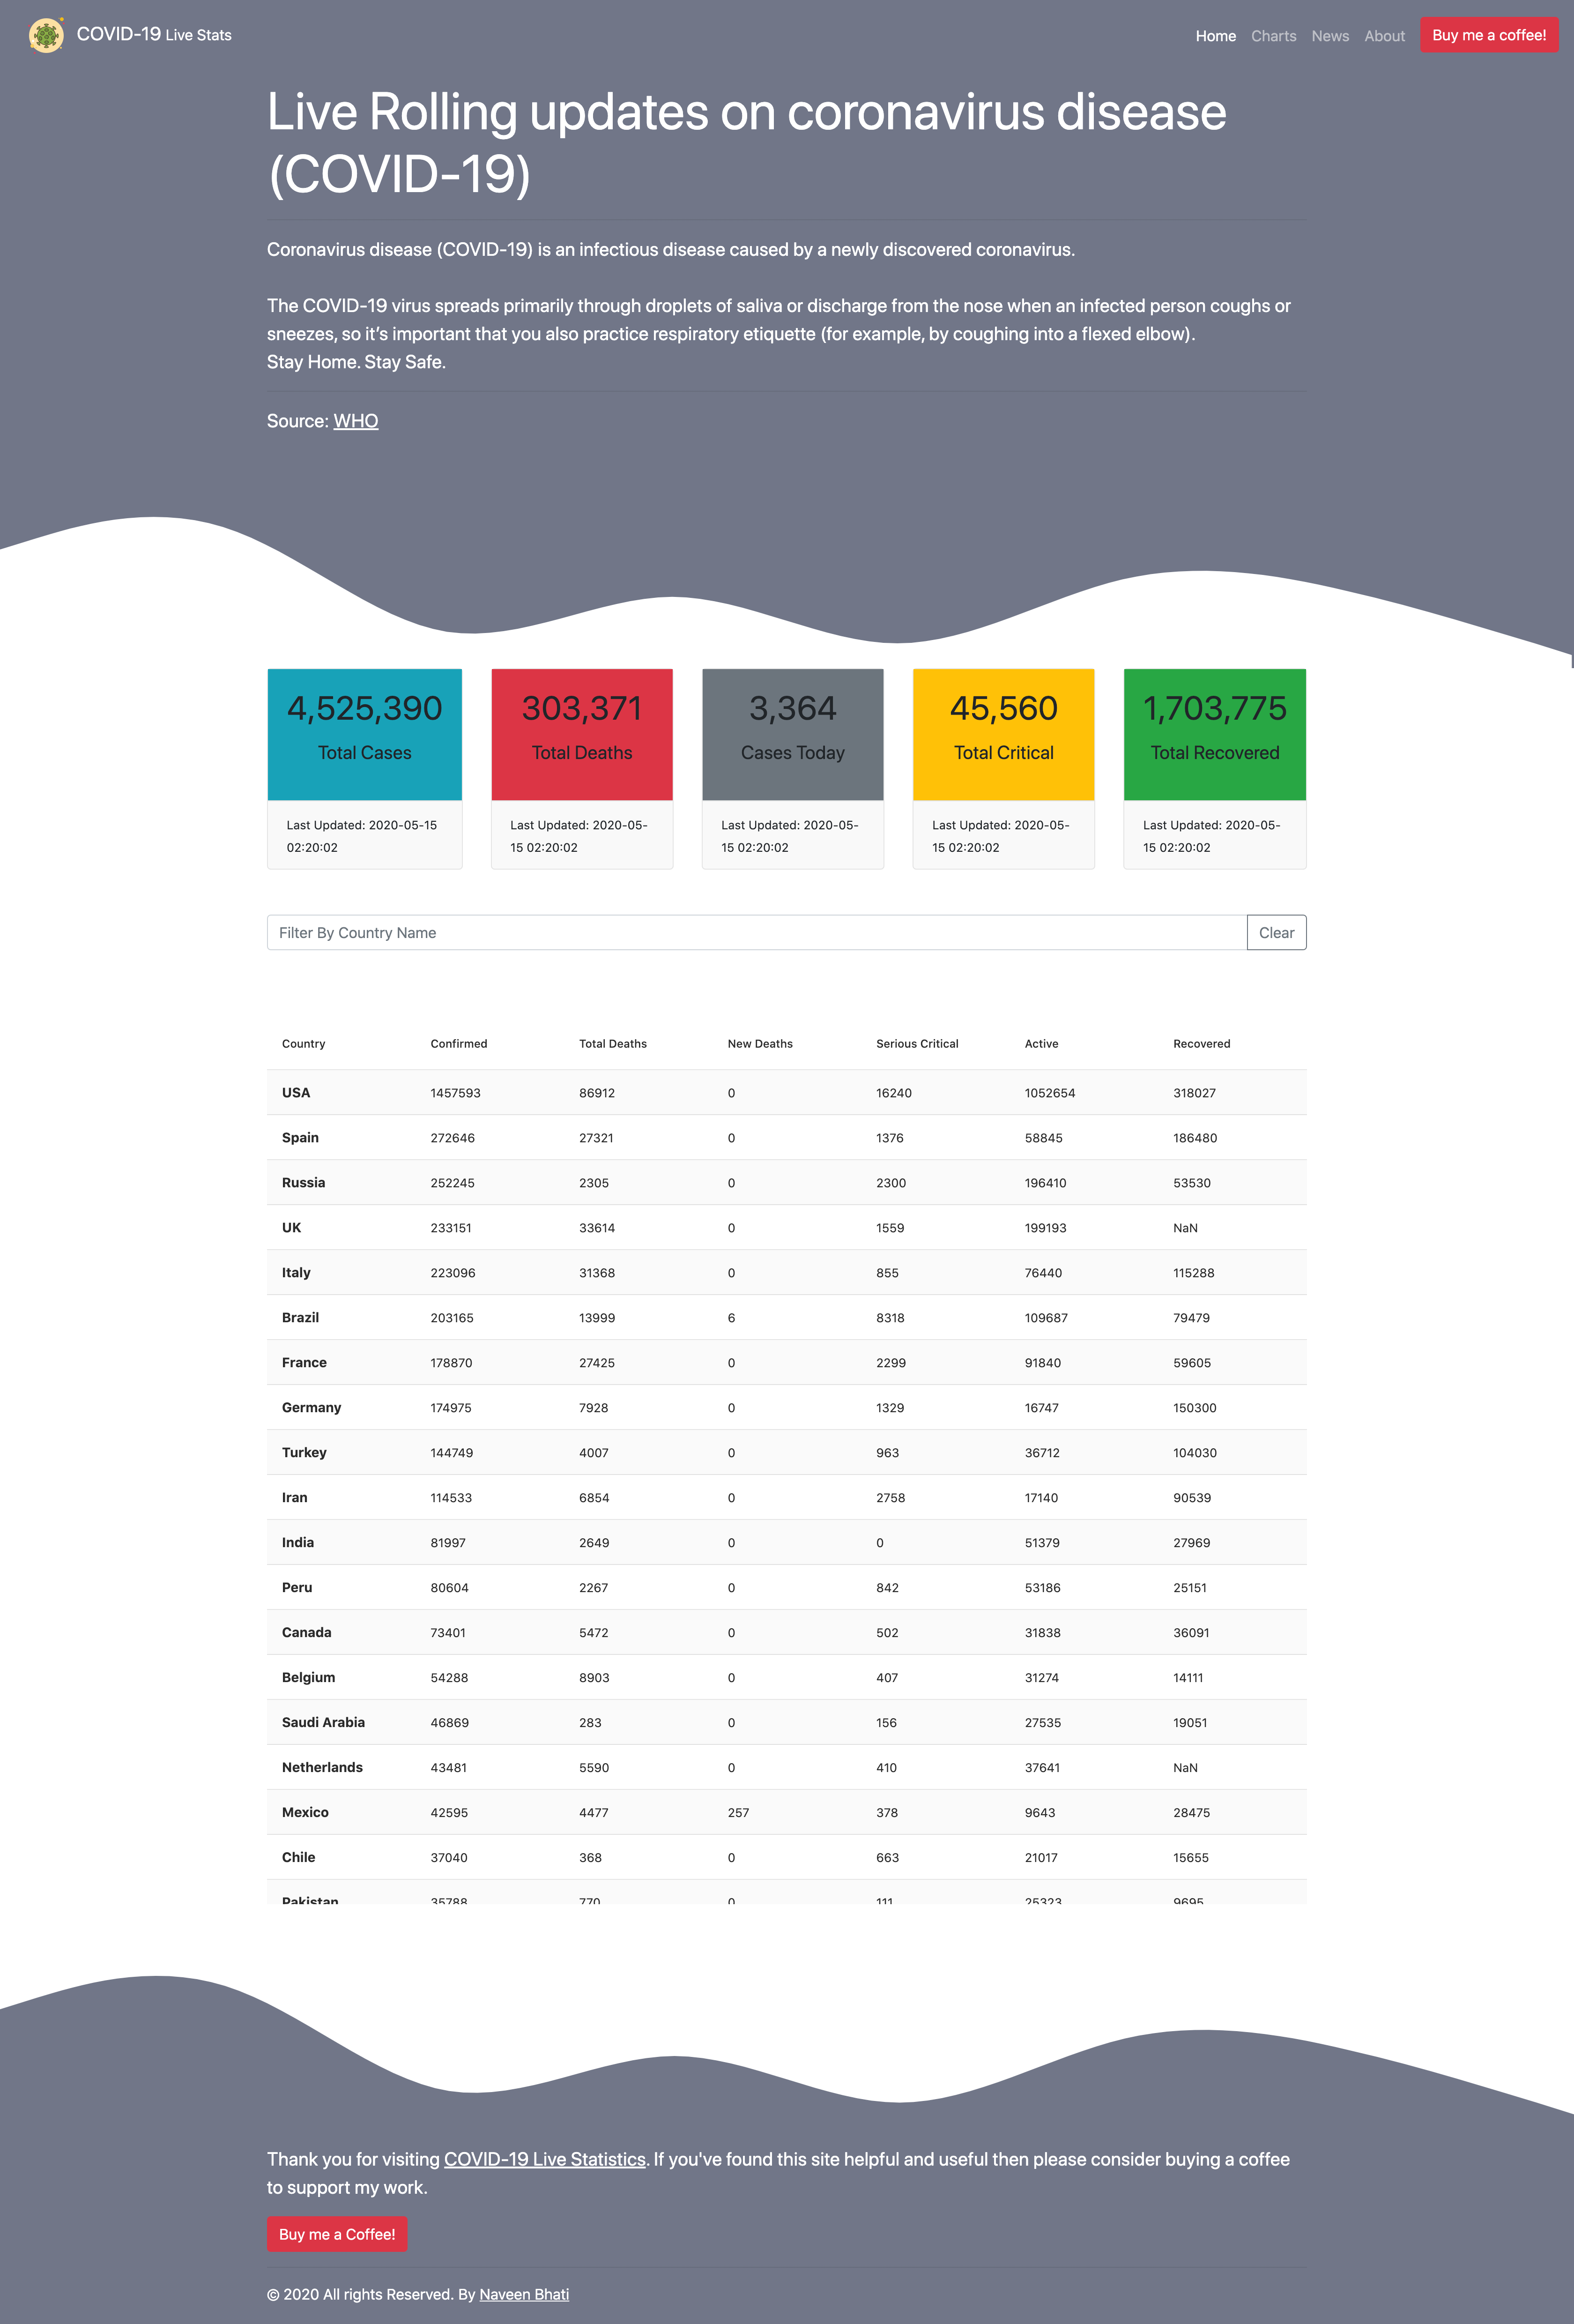 COVID-19 Live Stats
Home Charts News About Buy me a coffee!
Live Rolling updates on coronavirus disease
(COVID-19)
Coronavirus disease (COVID-19) is an infectious disease caused by a newly discovered coronavirus.
The COVID-19 virus spreads primarily through droplets of saliva or discharge from the nose when an infected person coughs or
sneezes, so it’s important that you also practice respiratory etiquette (for example, by coughing into a flexed elbow).
Stay Home. Stay Safe.
Source: WHO
4,525,390
Total Cases
Last Updated: 2020-05-15
02:20:02
303,371
Total Deaths
Last Updated: 2020-05-
15 02:20:02
3,364
Cases Today
Last Updated: 2020-05-
15 02:20:02
45,560
Total Critical
Last Updated: 2020-05-
15 02:20:02
1,703,775
Total Recovered
Last Updated: 2020-05-
15 02:20:02
Filter By Country Name Clear
Country Confirmed Total Deaths New Deaths Serious Critical Active Recovered
USA 1457593 86912 0 16240 1052654 318027
Spain 272646 27321 0 1376 58845 186480
Russia 252245 2305 0 2300 196410 53530
UK 233151 33614 0 1559 199193 NaN
Italy 223096 31368 0 855 76440 115288
Brazil 203165 13999 6 8318 109687 79479
France 178870 27425 0 2299 91840 59605
Germany 174975 7928 0 1329 16747 150300
Turkey 144749 4007 0 963 36712 104030
Iran 114533 6854 0 2758 17140 90539
India 81997 2649 0 0 51379 27969
Peru 80604 2267 0 842 53186 25151
Canada 73401 5472 0 502 31838 36091
Belgium 54288 8903 0 407 31274 14111
Saudi Arabia 46869 283 0 156 27535 19051
Netherlands 43481 5590 0 410 37641 NaN
Mexico 42595 4477 257 378 9643 28475
Chile 37040 368 0 663 21017 15655
Pakistan 35788 770 0 111 25323 9695
Thank you for visiting COVID-19 Live Statistics. If you've found this site helpful and useful then please consider buying a coffee
to support my work.
Buy me a Coffee!
© 2020 All rights Reserved. By Naveen Bhati